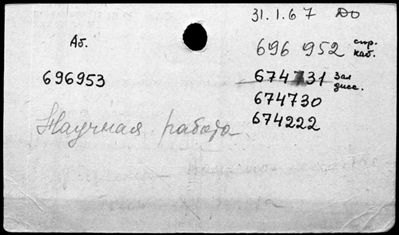 31.1.67 До
Аб.
696 952 спр. каб.
696953
674731 зал дисс.
674730
674222
Научная работа